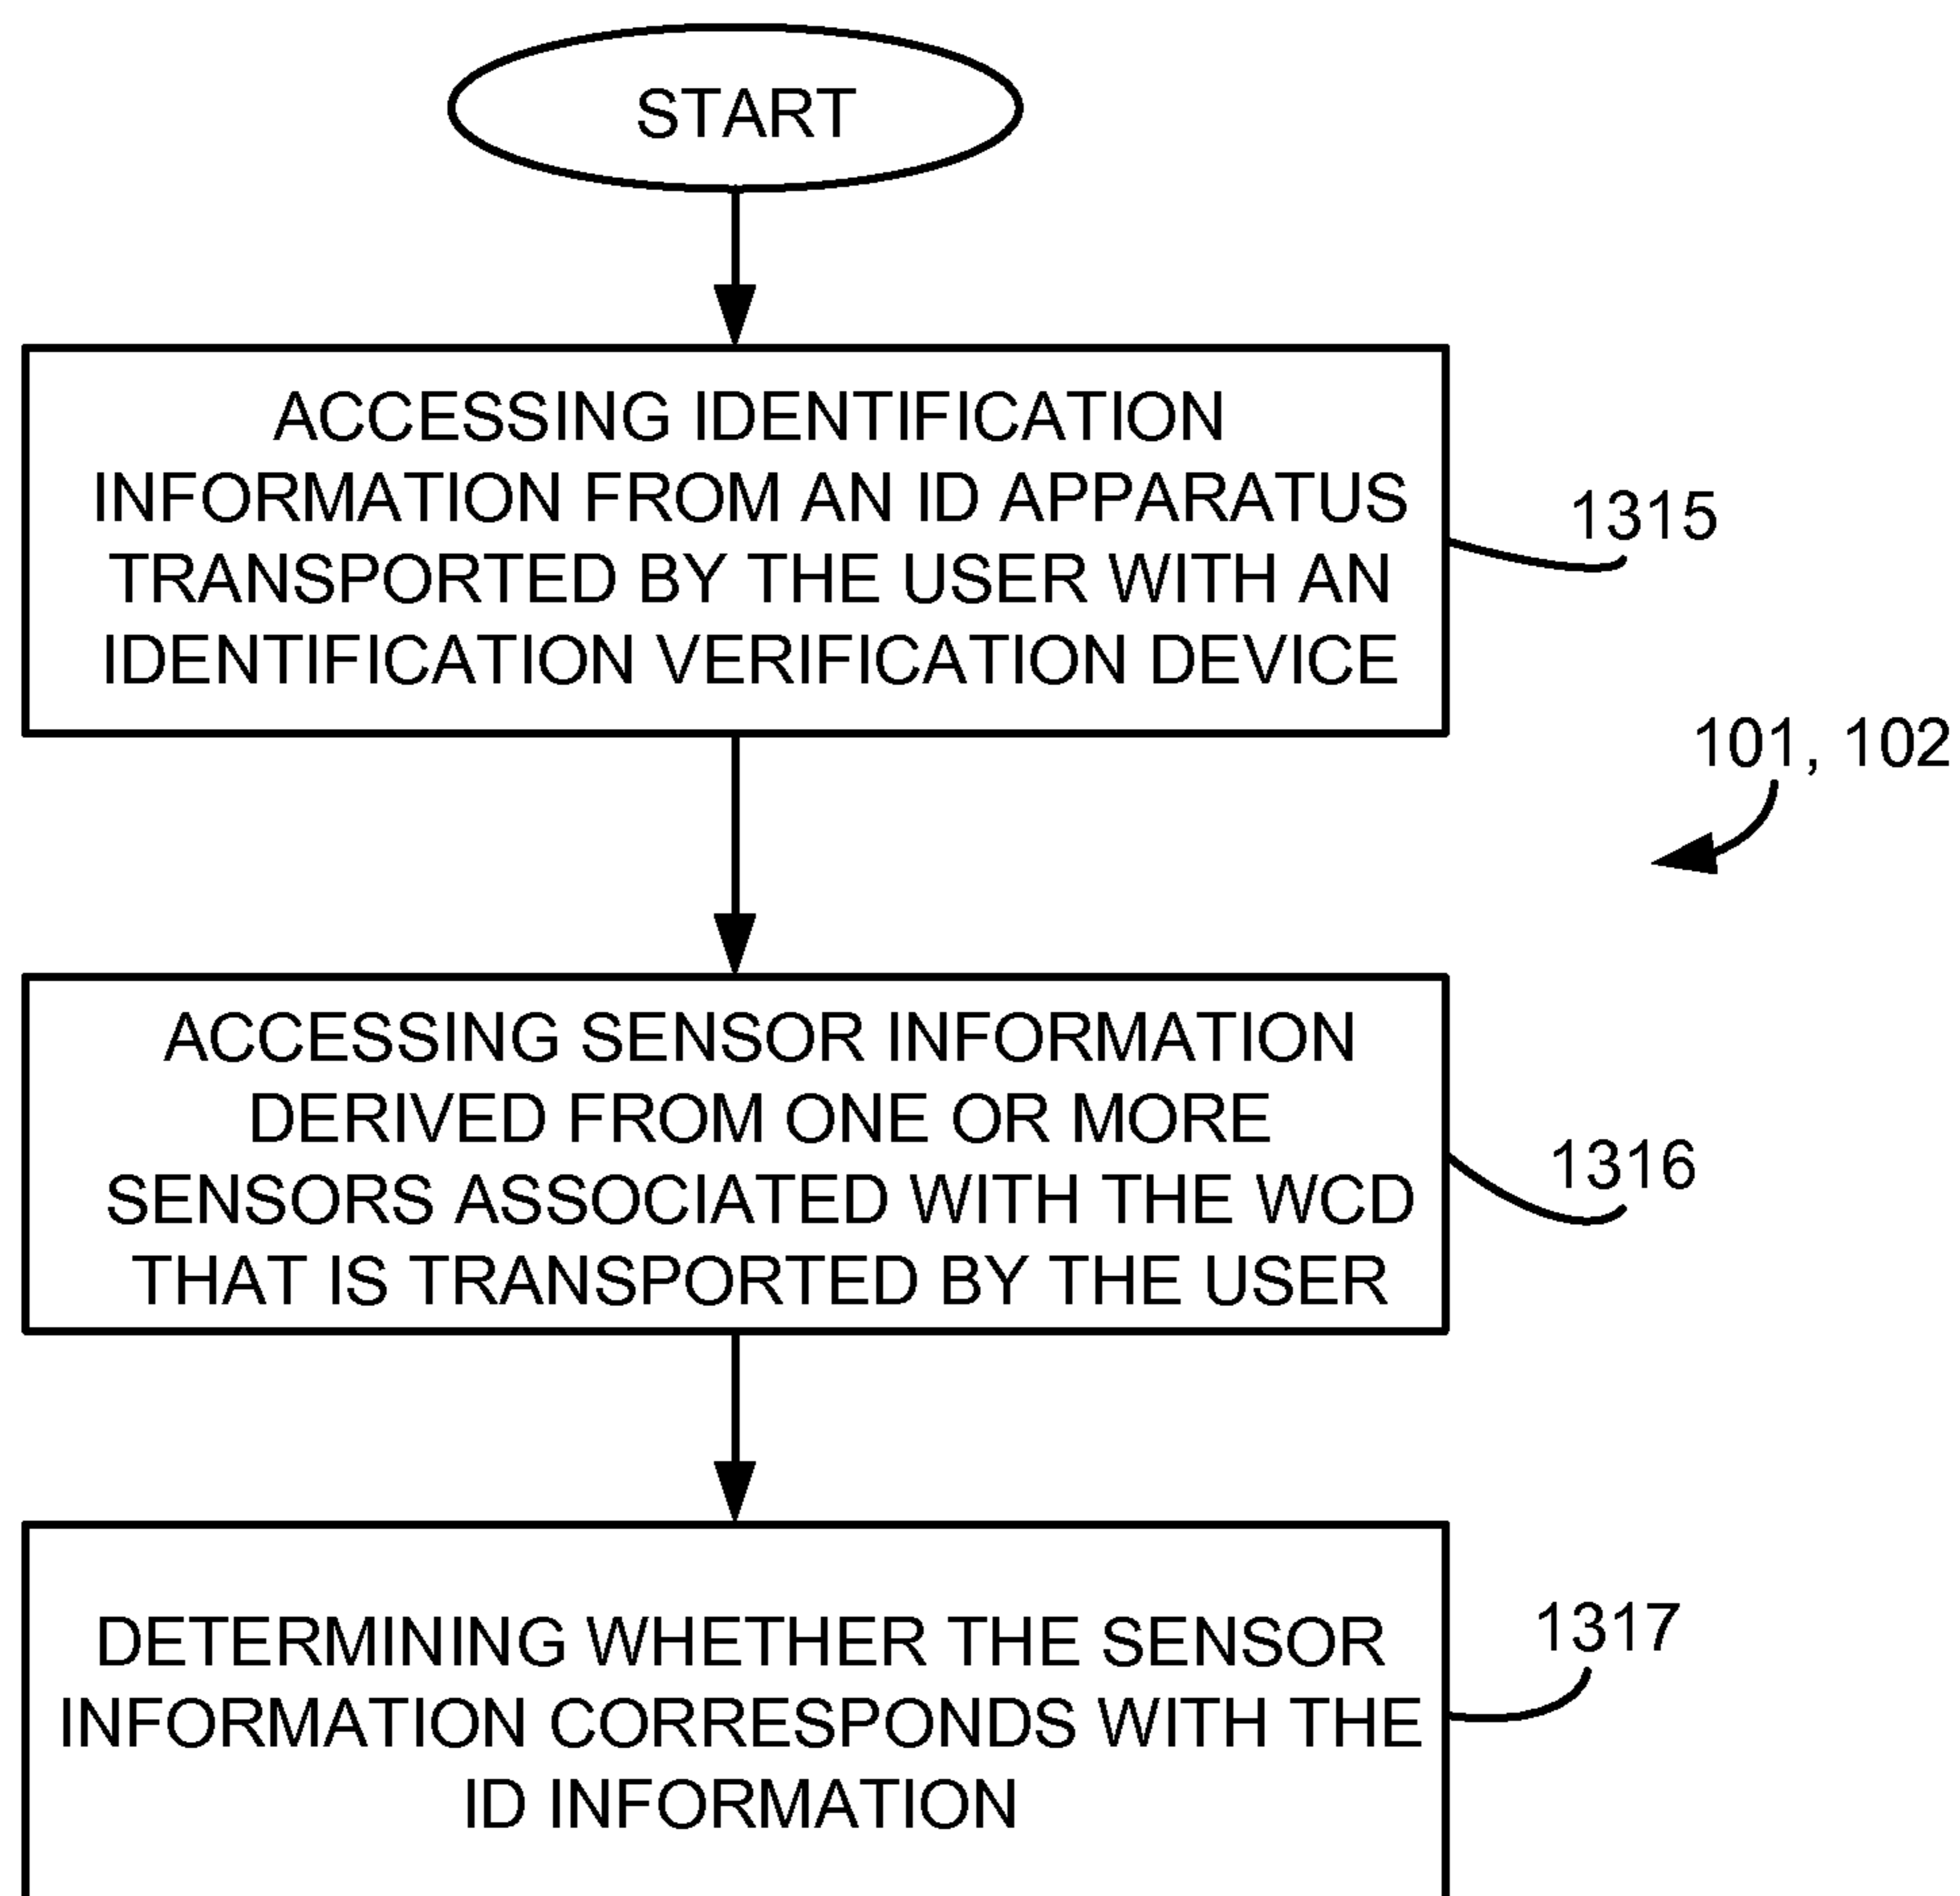 START
ACCESSING IDENTIFICATION
INFORMATION FROM AN ID APPARATUS
TRANSPORTED BY THE USER WITH AN
IDENTIFICATION VERIFICATION DEVICE
1315
101, 102
ACCESSING SENSOR INFORMATION
DERIVED FROM ONE OR MORE
SENSORS ASSOCIATED WITH THE WCD
THAT IS TRANSPORTED BY THE USER
1316
DETERMINING WHETHER THE SENSOR
INFORMATION CORRESPONDS WITH THE
ID INFORMATION
1317